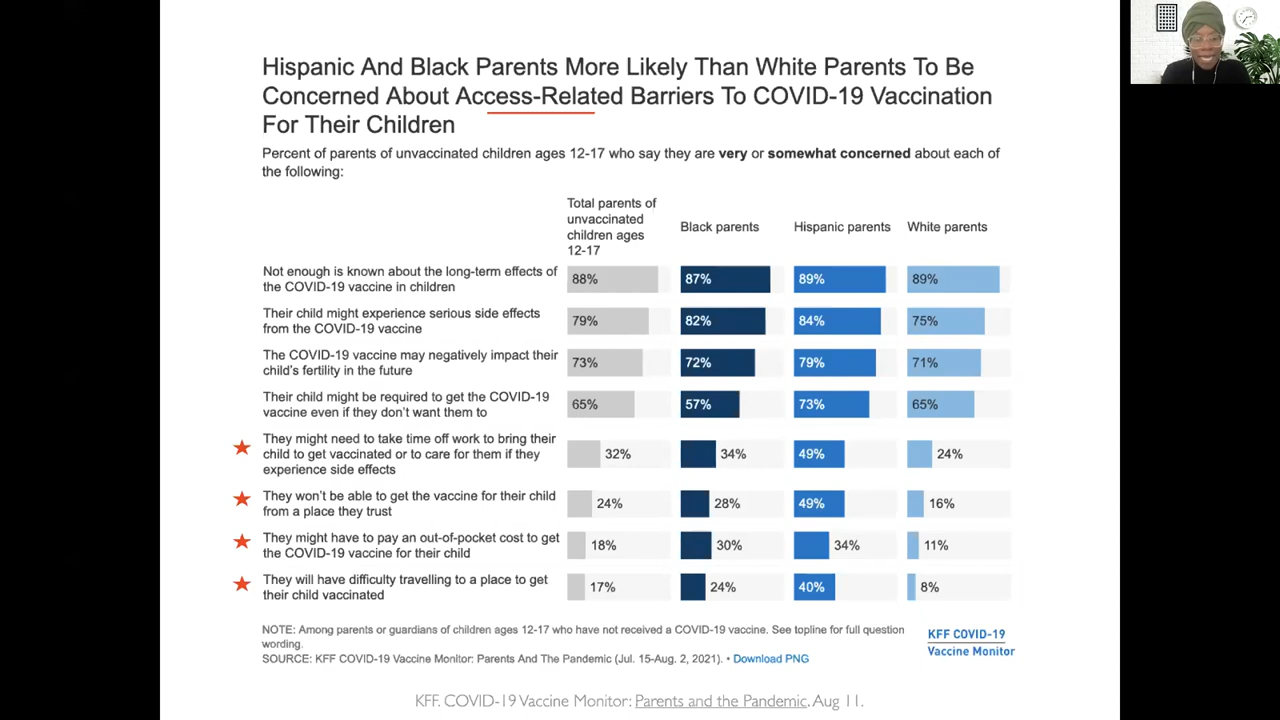 Hispanic And Black Parents More Likely Than White Parents To Be
Concerned About Access-Related Barriers To COVID-19 Vaccination
For Their Children
Percent of parents of unvaccinated children ages 12-17 who say they are very or somewhat concerned about each of
the following:
Total parents of
unvaccinated
children ages
12-17
Black parents
Hispanic parents
White parents
Not enough is known about the long-term effects of
the COVID-19 vaccine in children
88% 87% 89% 89%
Their child might experience serious side effects
from the COVID-19 vaccine
79% 82% 84% 75%
The COVID-19 vaccine may negatively impact their
child's fertility in the future
73% 72% 79% 71%
Their child might be required to get the COVID-19
vaccine even if they don't want them to
65% 57% 73% 65%
They might need to take time off work to bring their
child to get vaccinated or to care for them if they
experience side effects
32% 34% 49% 24%
They won't be able to get the vaccine for their child
from a place they trust
24% 28% 49% 16%
They might have to pay an out-of-pocket cost to get
the COVID-19 vaccine for their child
18% 30% 34% 11%
They will have difficulty travelling to a place to get
their child vaccinated
17% 24% 40% 8%
NOTE: Among parents or guardians of children ages 12-17 who have not received a COVID-19 vaccine. See topline for full question
wording.
SOURCE: KFF COVID-19 Vaccine Monitor: Parents And The Pandemic (Jul. 15-Aug. 2, 2021). • Download PNG
KFF COVID-19
Vaccine Monitor
KFF. COVID-19 Vaccine Monitor: Parents and the Pandemic. Aug 11.